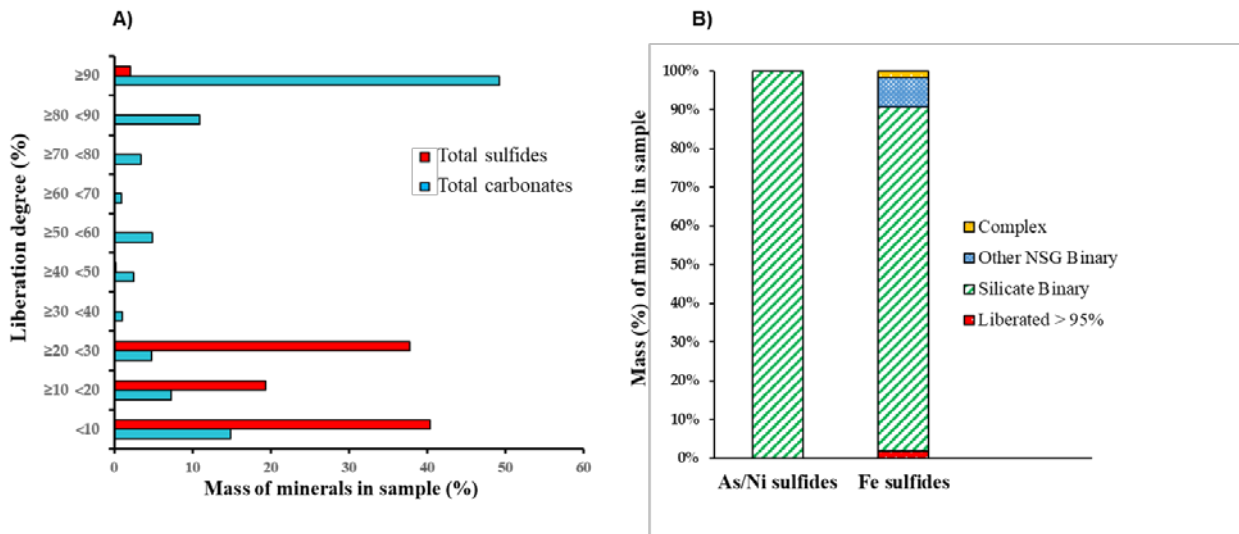 A)
Liberation degree (%)
≥90
≥80 <90
≥70 <80
≥60 <70
≥50 <60
≥40 <50
≥30 <40
≥20 <30
≥10 <20
<10
0 10 20 30 40 50 60
Mass of minerals in sample (%)
Total sulfides
Total carbonates
B)
Mass (%) of minerals in sample
100%
90%
80%
70%
60%
50%
40%
30%
20%
10%
0%
As/Ni sulfides Fe sulfides
Complex
Other NSG Binary
Silicate Binary
Liberated > 95%